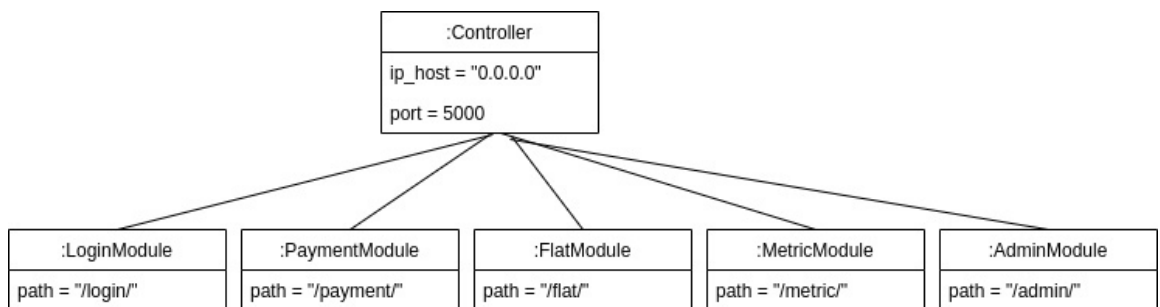 :Controller
ip_host = "0.0.0.0"
port = 5000
:LoginModule
path = "/login/"
:PaymentModule
path = "/payment/"
:FlatModule
path = "/flat/"
:MetricModule
path = "/metric/"
:AdminModule
path = "/admin/"